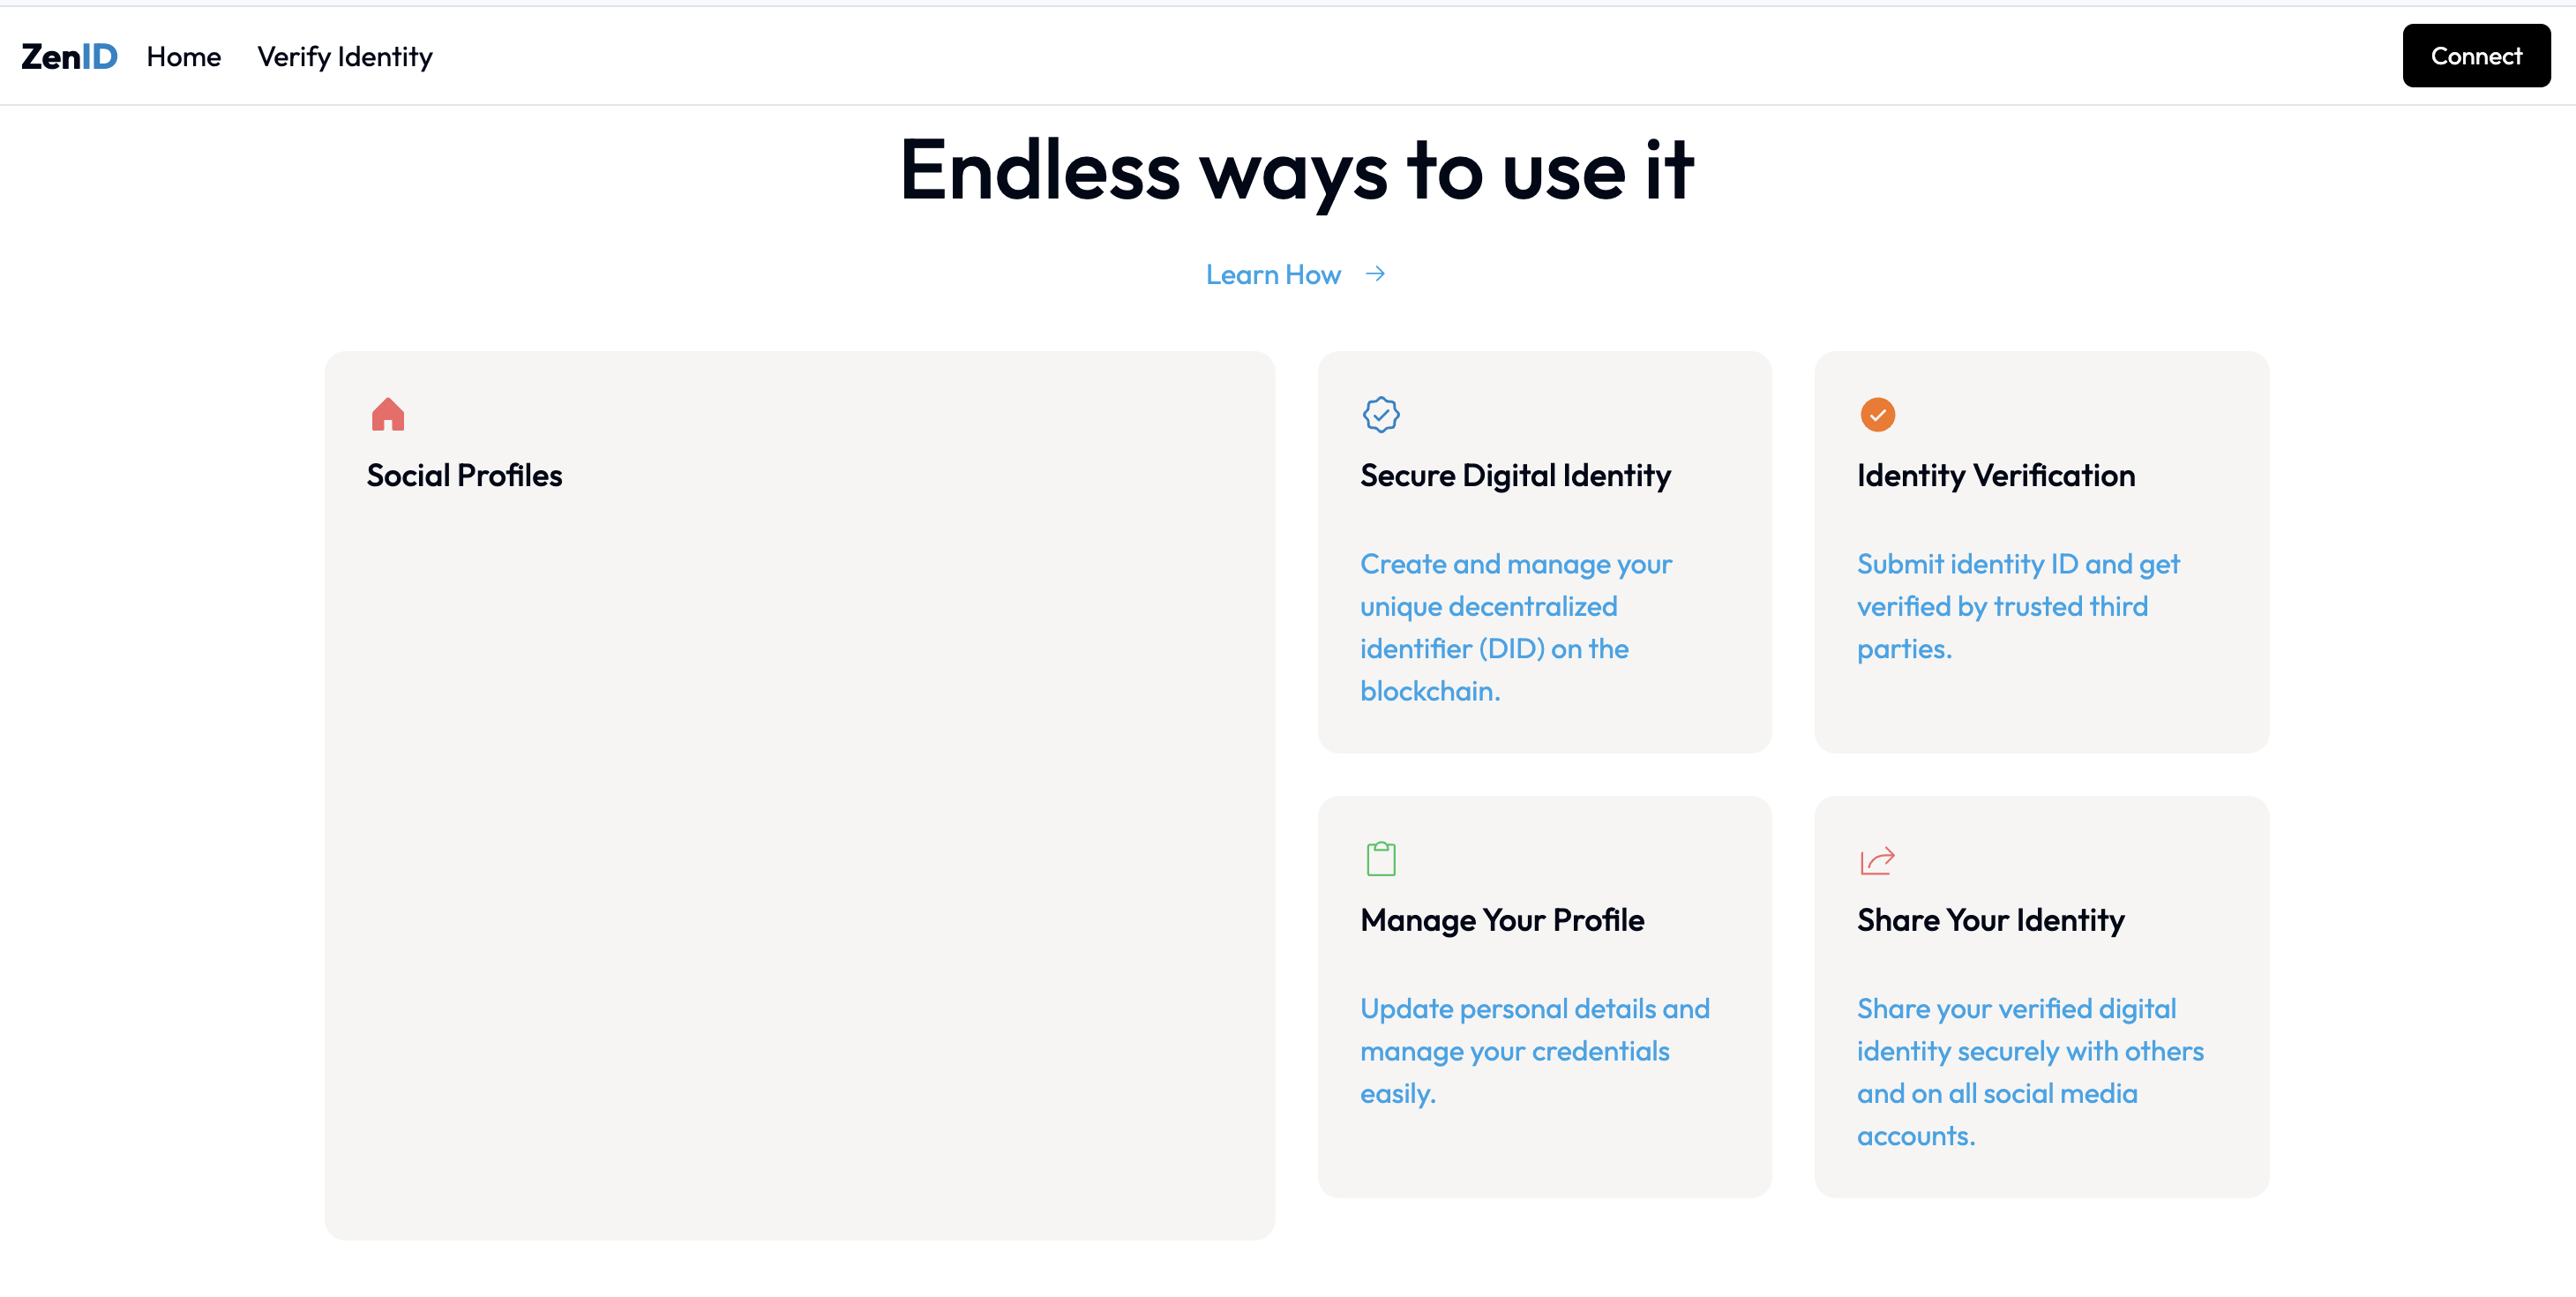 ZenID Home Verify Identity Connect
Endless ways to use it
Learn How
Social Profiles
Secure Digital Identity
Create and manage your
unique decentralized
identifier (DID) on the
blockchain.
Identity Verification
Submit identity ID and get
verified by trusted third
parties.
Manage Your Profile
Update personal details and
manage your credentials
easily.
Share Your Identity
Share your verified digital
identity securely with others
and on all social media
accounts.